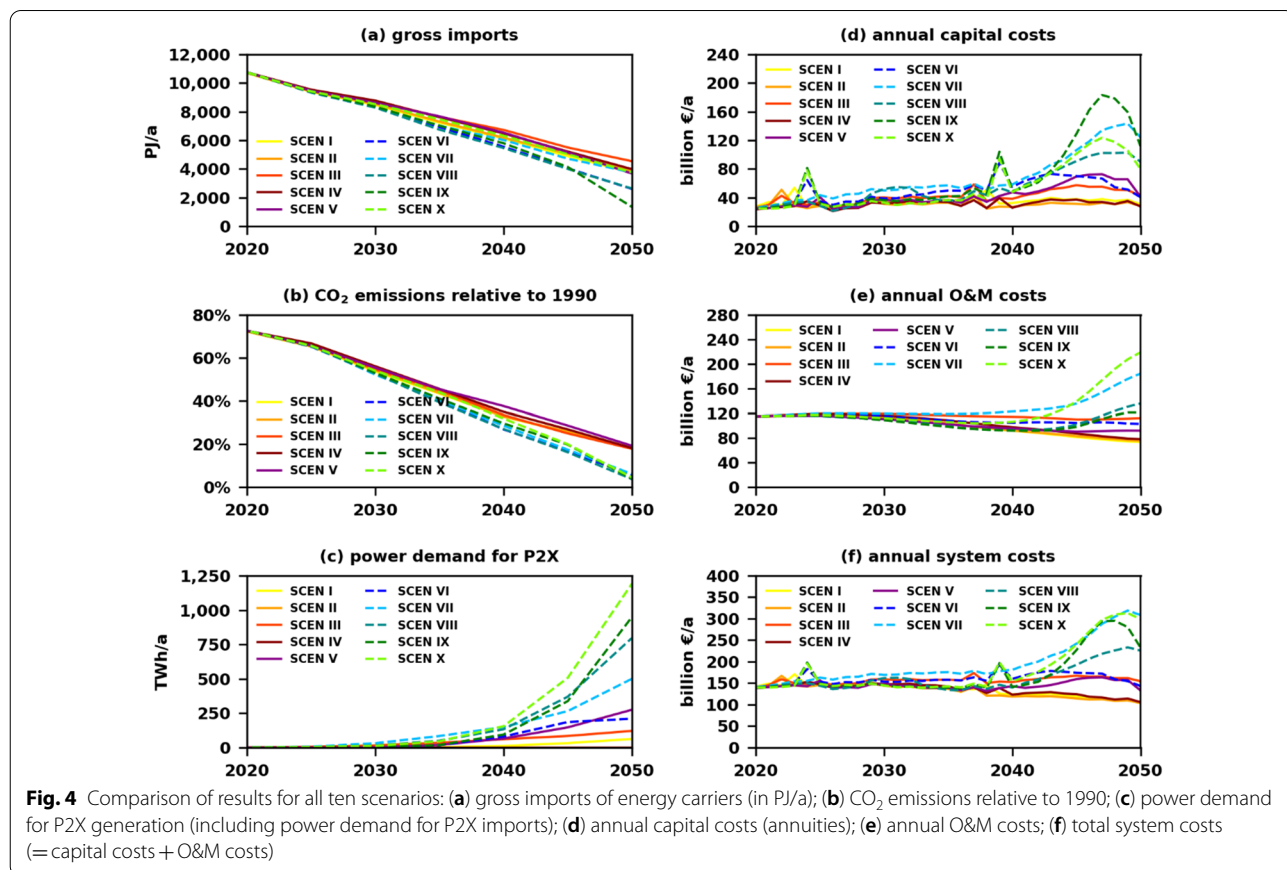 (a) gross imports
12,000
10,000
8,000
6,000
4,000
2,000
0
PJ/a
SCEN I
SCEN II
SCEN III
SCEN IV
SCEN V
SCEN VI
SCEN VII
SCEN VIII
SCEN IX
SCEN X
2020
2030
2040
2050
(b) CO₂ emissions relative to 1990
80%
60%
40%
20%
0%
SCEN I
SCEN II
SCEN III
SCEN IV
SCEN V
SCEN VI
SCEN VII
SCEN VIII
SCEN IX
SCEN X
2020
2030
2040
2050
(c) power demand for P2X
1,250
1,000
750
500
250
0
TWh/a
SCEN I
SCEN II
SCEN III
SCEN IV
SCEN V
SCEN VI
SCEN VII
SCEN VIII
SCEN IX
SCEN X
2020
2030
2040
2050
(d) annual capital costs
240
200
160
120
80
40
0
billion €/a
SCEN I
SCEN II
SCEN III
SCEN IV
SCEN V
SCEN VI
SCEN VII
SCEN VIII
SCEN IX
SCEN X
2020
2030
2040
2050
(e) annual O&M costs
280
240
200
160
120
80
40
0
billion €/a
SCEN I
SCEN II
SCEN III
SCEN IV
SCEN V
SCEN VI
SCEN VII
SCEN VIII
SCEN IX
SCEN X
2020
2030
2040
2050
(f) annual system costs
400
350
300
250
200
150
100
50
0
billion €/a
SCEN I
SCEN II
SCEN III
SCEN IV
SCEN V
SCEN VI
SCEN VII
SCEN VIII
SCEN IX
SCEN X
2020
2030
2040
2050
Fig. 4 Comparison of results for all ten scenarios: (a) gross imports of energy carriers (in PJ/a); (b) CO₂ emissions relative to 1990; (c) power demand
for P2X generation (including power demand for P2X imports); (d) annual capital costs (annuities); (e) annual O&M costs; (f) total system costs
(= capital costs + O&M costs)